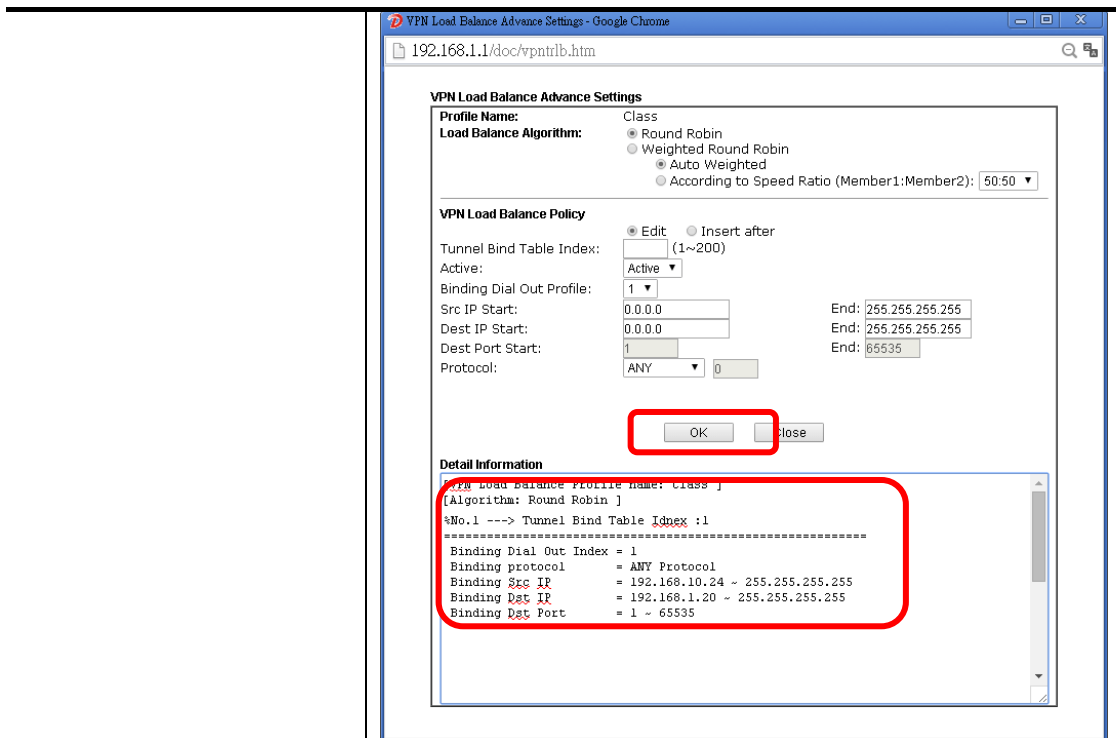 VPN Load Balance Advance Settings - Google Chrome
192.168.1.1/doc/vpntrlb.htm
VPN Load Balance Advance Settings
Profile Name: Class
Load Balance Algorithm: Round Robin
Weighted Round Robin
Auto Weighted
According to Speed Ratio (Member1:Member2): 50:50
VPN Load Balance Policy
Edit Insert after
Tunnel Bind Table Index: (1~200)
Active: Active
Binding Dial Out Profile: 1
Src IP Start: 0.0.0.0 End: 255.255.255.255
Dest IP Start: 0.0.0.0 End: 255.255.255.255
Dest Port Start: 1 End: 65535
Protocol: ANY 0
OK Close
Detail Information
[VPN Load Balance Profile name: Class ]
[Algorithm: Round Robin ]
%No.1 ---> Tunnel Bind Table Idnex :1
============================================================
Binding Dial Out Index = 1
Binding protocol = ANY Protocol
Binding Src IP = 192.168.10.24 ~ 255.255.255.255
Binding Dst IP = 192.168.1.20 ~ 255.255.255.255
Binding Dst Port = 1 ~ 65535